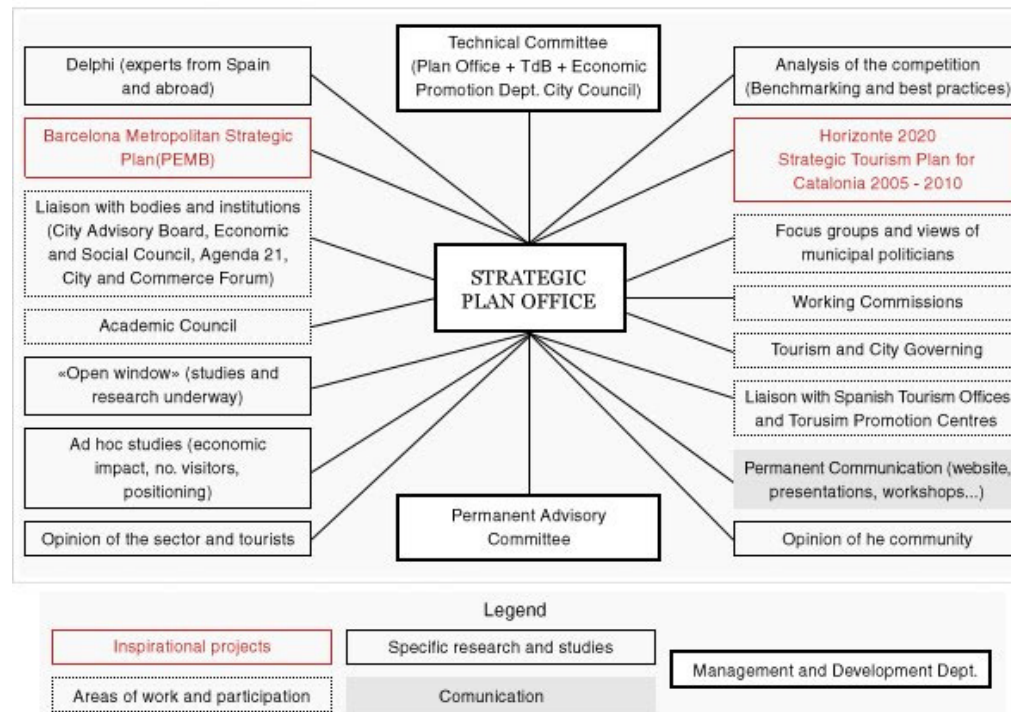 Technical Committee
(Plan Office + TdB + Economic
Promotion Dept. City Council)
Delphi (experts from Spain
and abroad)
Barcelona Metropolitan Strategic
Plan(PEMB)
Liaison with bodies and institutions
(City Advisory Board, Economic
and Social Council, Agenda 21,
City and Commerce Forum)
Academic Council
«Open window» (studies and
research underway)
Ad hoc studies (economic
impact, no. visitors,
positioning)
Opinion of the sector and tourists
STRATEGIC
PLAN OFFICE
Permanent Advisory
Committee
Analysis of the competition
(Benchmarking and best practices)
Horizonte 2020
Strategic Tourism Plan for
Catalonia 2005 - 2010
Focus groups and views of
municipal politicians
Working Commissions
Tourism and City Governing
Liaison with Spanish Tourism Offices
and Torusim Promotion Centres
Permanent Communication (website,
presentations, workshops...)
Opinion of he community
Legend
Inspirational projects
Specific research and studies
Management and Development Dept.
Areas of work and participation
Comunication